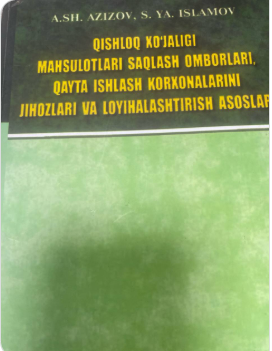 A.SH. AZIZOV, S. YA. ISLAMOV
QISHLOQ XO'JALIGI
MAHSULOTLARI SAQLASH OMBORLARI,
QAYTA ISHLASH KORXONALARINI
JIHOZLARI VA LOYIHALASHTIRISH ASOSLAR